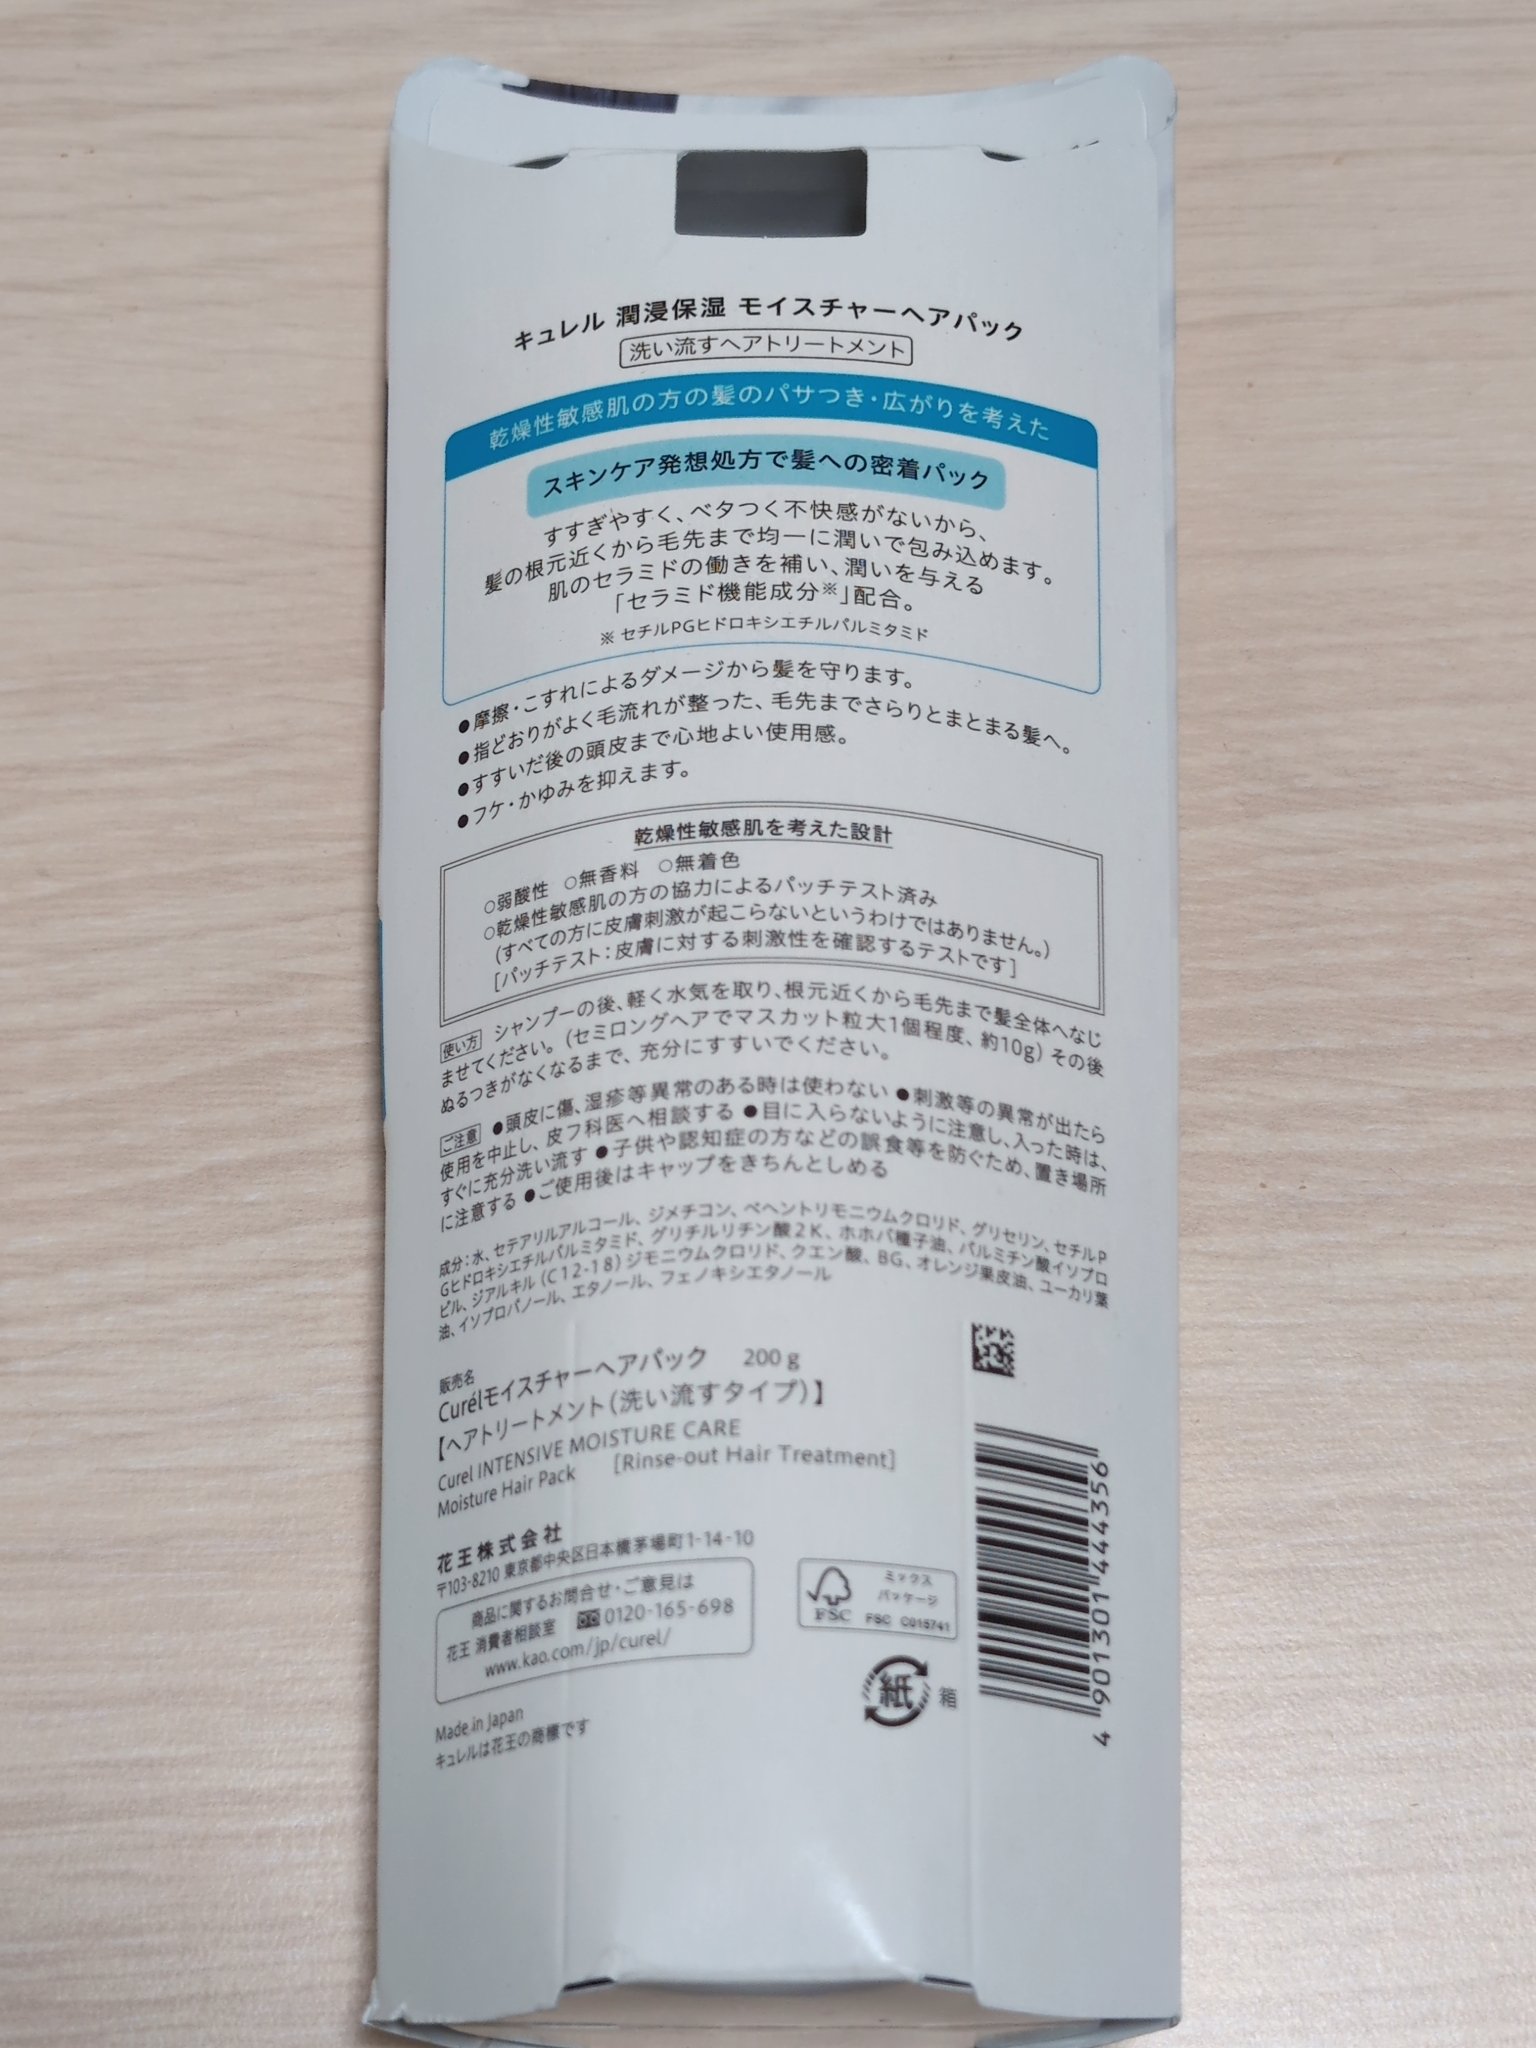 キュレル 潤浸保湿 モイスチャーヘアパック
洗い流すヘアトリートメント
乾燥性敏感肌の方の髪のパサつき・広がりを考えた
スキンケア発想処方で髪への密着パック
すすぎやすく、ベタつく不快感がないから、
髪の根元近くから毛先まで均一に潤いで包み込めます。
肌のセラミドの働きを補い、潤いを与える
「セラミド機能成分※」配合。
※ セチルPGヒドロキシエチルパルミタミド
●摩擦・こすれによるダメージから髪を守ります。
●指どおりがよく毛流れが整った、毛先までさらりとまとまる髪へ。
●すすいだ後の頭皮まで心地よい使用感。
●フケ・かゆみを抑えます。
乾燥性敏感肌を考えた設計
○弱酸性 ○無香料 ○無着色
○乾燥性敏感肌の方の協力によるパッチテスト済み
(すべての方に皮膚刺激が起こらないというわけではありません。)
[パッチテスト：皮膚に対する刺激性を確認するテストです]
使い方 シャンプーの後、軽く水気を取り、根元近くから毛先まで髪全体へなじ
ませてください。(セミロングヘアでマスカット粒大1個程度、約10g) その後
ぬるつきがなくなるまで、充分にすすいでください。
ご注意 ●頭皮に傷、湿疹等異常のある時は使わない ●刺激等の異常が出たら
使用を中止し、皮フ科医へ相談する ●目に入らないように注意し、入った時は、
すぐに充分洗い流す ●子供や認知症の方などの誤食等を防ぐため、置き場所
に注意する ●ご使用後はキャップをきちんとしめる
成分：水、セテアリルアルコール、ジメチコン、ベヘントリモニウムクロリド、グリセリン、セチルP
Gヒドロキシエチルパルミタミド、グリチルリチン酸2K、ホホバ種子油、パルミチン酸イソプロ
ピル、ジアルキル(C12-18)ジモニウムクロリド、クエン酸、BG、オレンジ果皮油、ユーカリ葉
油、イソプロパノール、エタノール、フェノキシエタノール
販売名
Curélモイスチャーヘアパック 200 g
【ヘアトリートメント(洗い流すタイプ)】
Curel INTENSIVE MOISTURE CARE
Moisture Hair Pack [Rinse-out Hair Treatment]
花王株式会社
〒103-8210 東京都中央区日本橋茅場町1-14-10
商品に関するお問合せ・ご意見は
花王 消費者相談室 0120-165-698
www.kao.com/jp/curel/
Made in Japan
キュレルは花王の商標です
ミックス
パッケージ
FSC FSC C015741
紙 箱
4 901301 444356